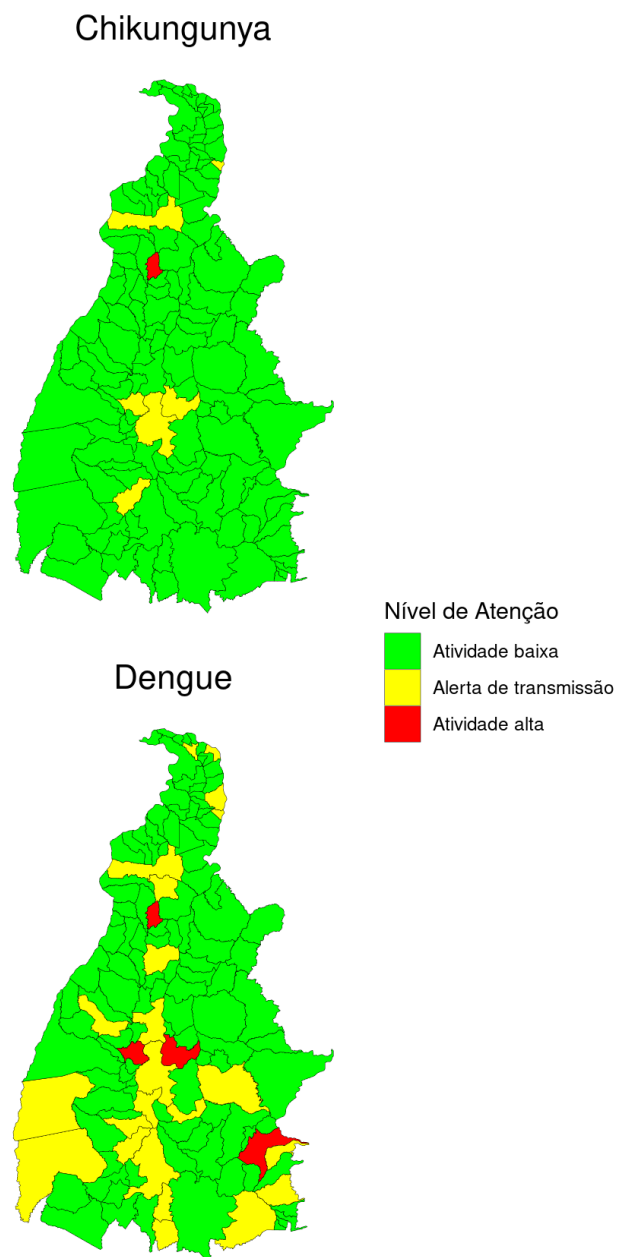 Chikungunya
Nível de Atenção
Atividade baixa
Alerta de transmissão
Atividade alta
Dengue